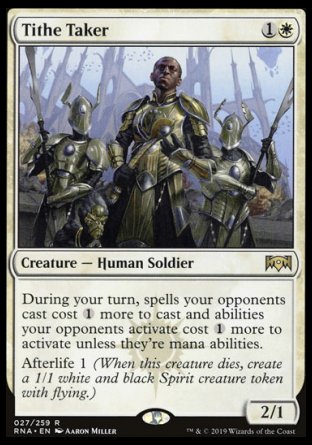 Tithe Taker 1
Creature — Human Soldier
During your turn, spells your opponents
cast cost 1 more to cast and abilities
your opponents activate cost 1 more to
activate unless they're mana abilities.
Afterlife 1 (When this creature dies, create
a 1/1 white and black Spirit creature token
with flying.)
2/1
027/259 R
RNA • EN Aaron Miller
™ & © 2019 Wizards of the Coast